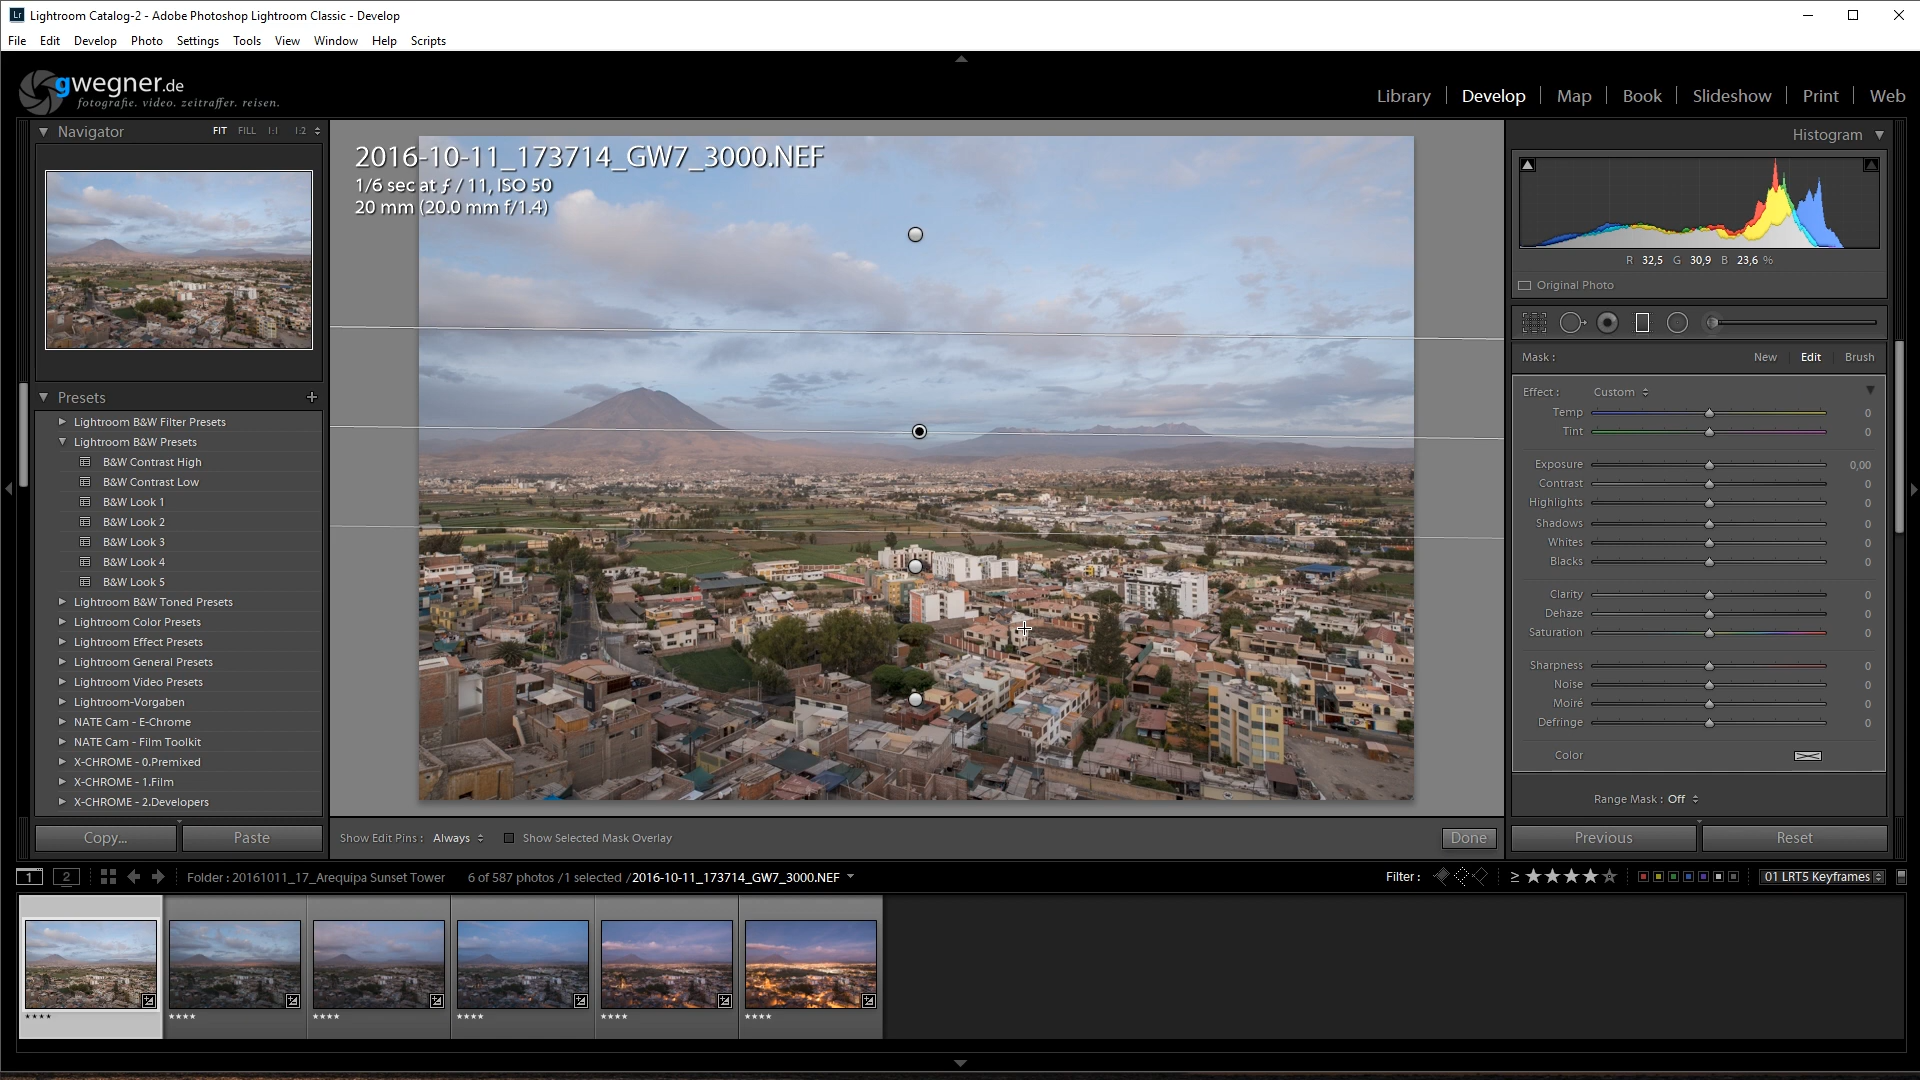 Lightroom Catalog-2 - Adobe Photoshop Lightroom Classic - Develop
File Edit Develop Photo Settings Tools View Window Help Scripts
gwegner.de
fotografie. video. zeitraffer. reisen.
Library Develop Map Book Slideshow Print Web
Navigator FIT FILL 1:1 1:2
Presets
Lightroom B&W Filter Presets
Lightroom B&W Presets
B&W Contrast High
B&W Contrast Low
B&W Look 1
B&W Look 2
B&W Look 3
B&W Look 4
B&W Look 5
Lightroom B&W Toned Presets
Lightroom Color Presets
Lightroom Effect Presets
Lightroom General Presets
Lightroom Video Presets
Lightroom-Vorgaben
NATE Cam - E-Chrome
NATE Cam - Film Toolkit
X-CHROME - 0.Premixed
X-CHROME - 1.Film
X-CHROME - 2.Developers
Copy... Paste
2016-10-11_173714_GW7_3000.NEF
1/6 sec at ƒ / 11, ISO 50
20 mm (20.0 mm f/1.4)
Show Edit Pins : Always Show Selected Mask Overlay Done
Histogram
R 32,5 G 30,9 B 23,6 %
Original Photo
Mask : New Edit Brush
Effect : Custom
Temp 0
Tint 0
Exposure 0,00
Contrast 0
Highlights 0
Shadows 0
Whites 0
Blacks 0
Clarity 0
Dehaze 0
Saturation 0
Sharpness 0
Noise 0
Moiré 0
Defringe 0
Color
Range Mask : Off
Previous Reset
1 2 Folder : 20161011_17_Arequipa Sunset Tower 6 of 587 photos /1 selected /2016-10-11_173714_GW7_3000.NEF Filter : ≥ ★★★★☆ 01 LRT5 Keyframes